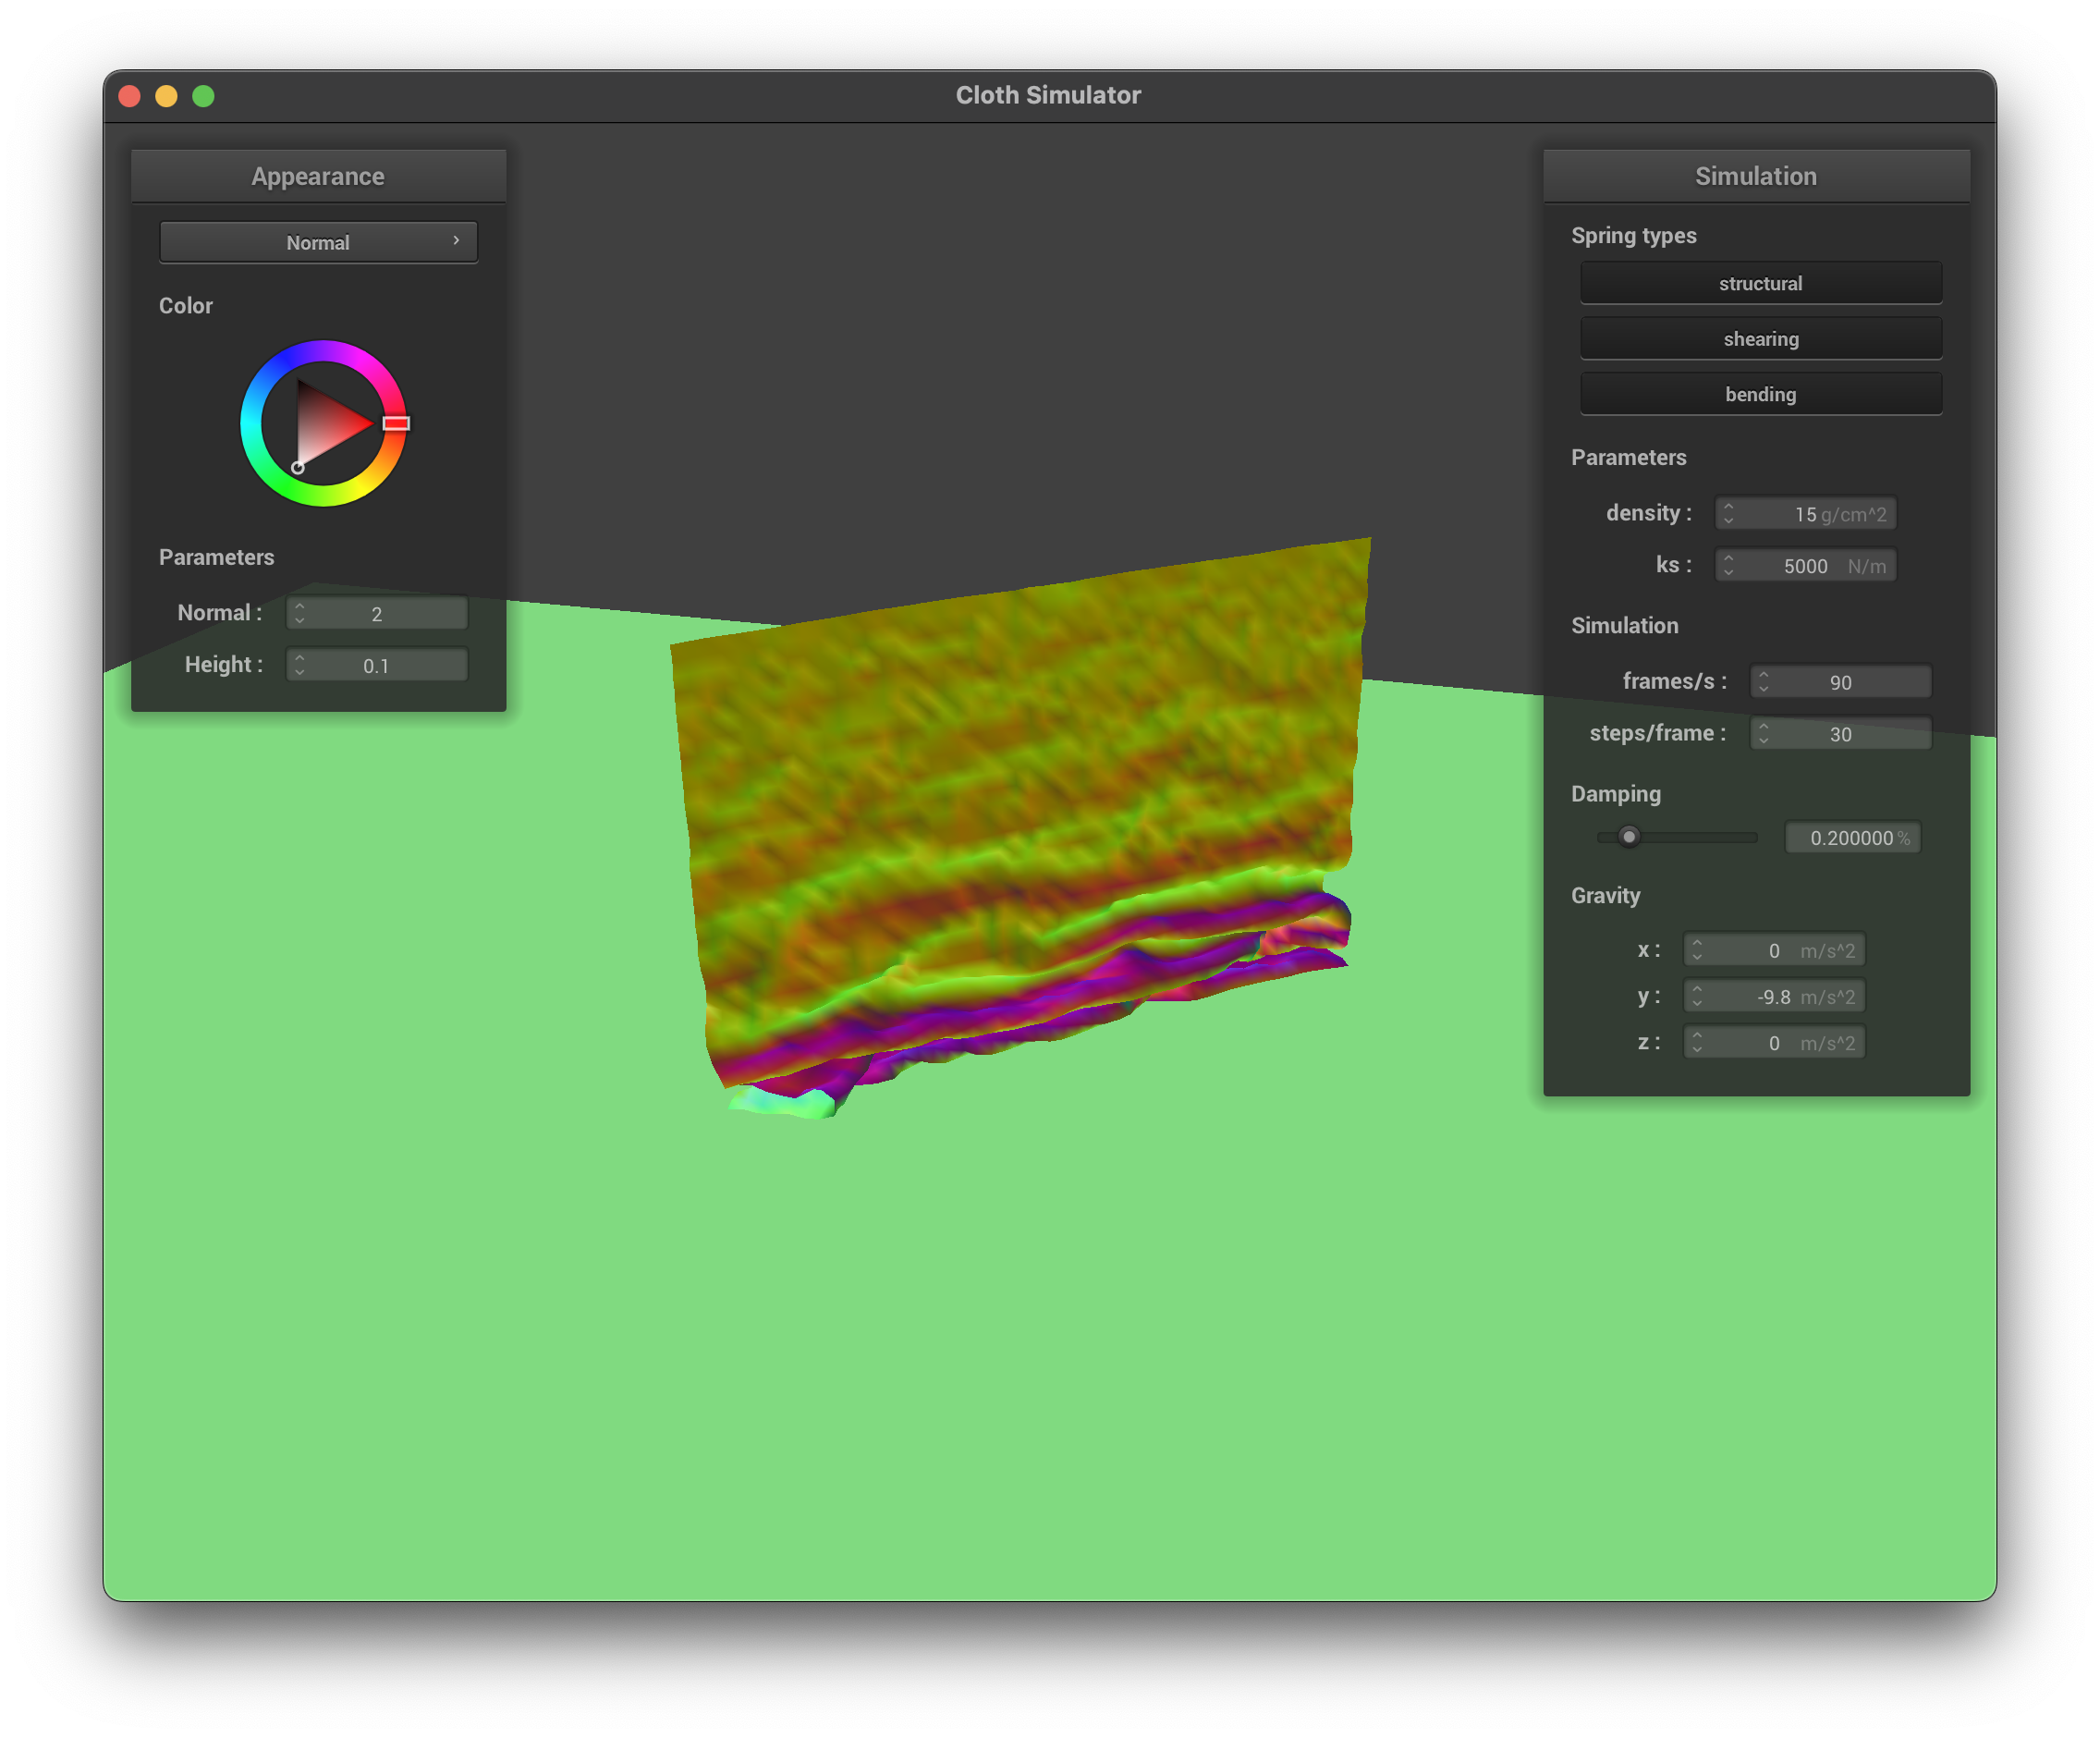 Cloth Simulator
Appearance
Normal
Color
Parameters
Normal : 2
Height : 0.1
Simulation
Spring types
structural
shearing
bending
Parameters
density : 15 g/cm^2
ks : 5000 N/m
Simulation
frames/s : 90
steps/frame : 30
Damping
0.200000 %
Gravity
x : 0 m/s^2
y : -9.8 m/s^2
z : 0 m/s^2